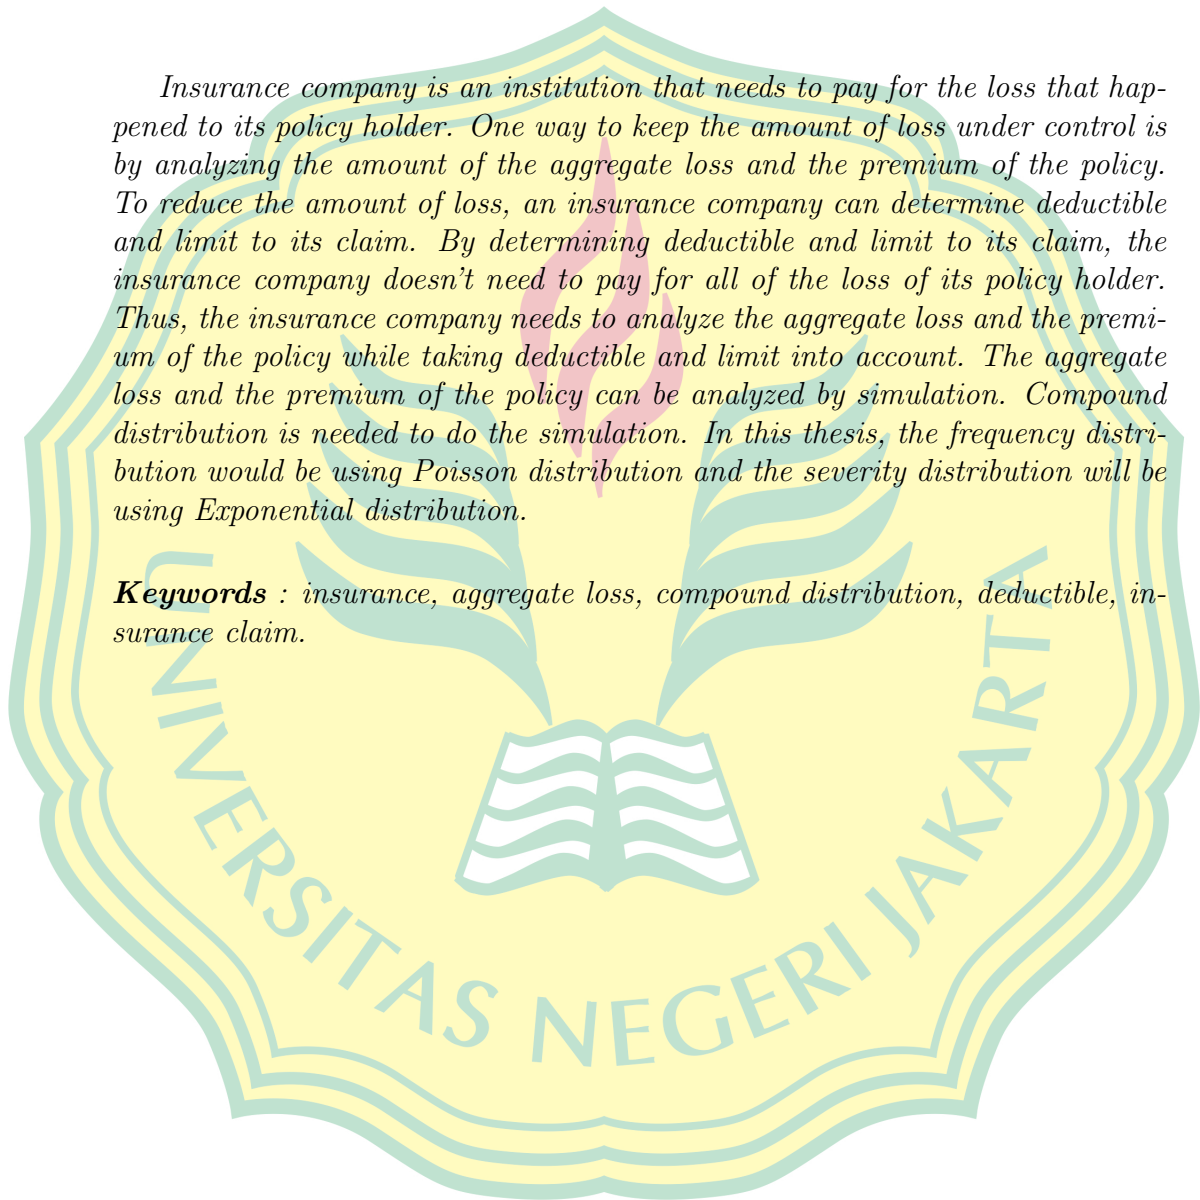 Insurance company is an institution that needs to pay for the loss that hap-
pened to its policy holder. One way to keep the amount of loss under control is
by analyzing the amount of the aggregate loss and the premium of the policy.
To reduce the amount of loss, an insurance company can determine deductible
and limit to its claim. By determining deductible and limit to its claim, the
insurance company doesn't need to pay for all of the loss of its policy holder.
Thus, the insurance company needs to analyze the aggregate loss and the premi-
um of the policy while taking deductible and limit into account. The aggregate
loss and the premium of the policy can be analyzed by simulation. Compound
distribution is needed to do the simulation. In this thesis, the frequency distri-
bution would be using Poisson distribution and the severity distribution will be
using Exponential distribution.
Keywords : insurance, aggregate loss, compound distribution, deductible, in-
surance claim.
UNIVERSITAS NEGERI JAKARTA